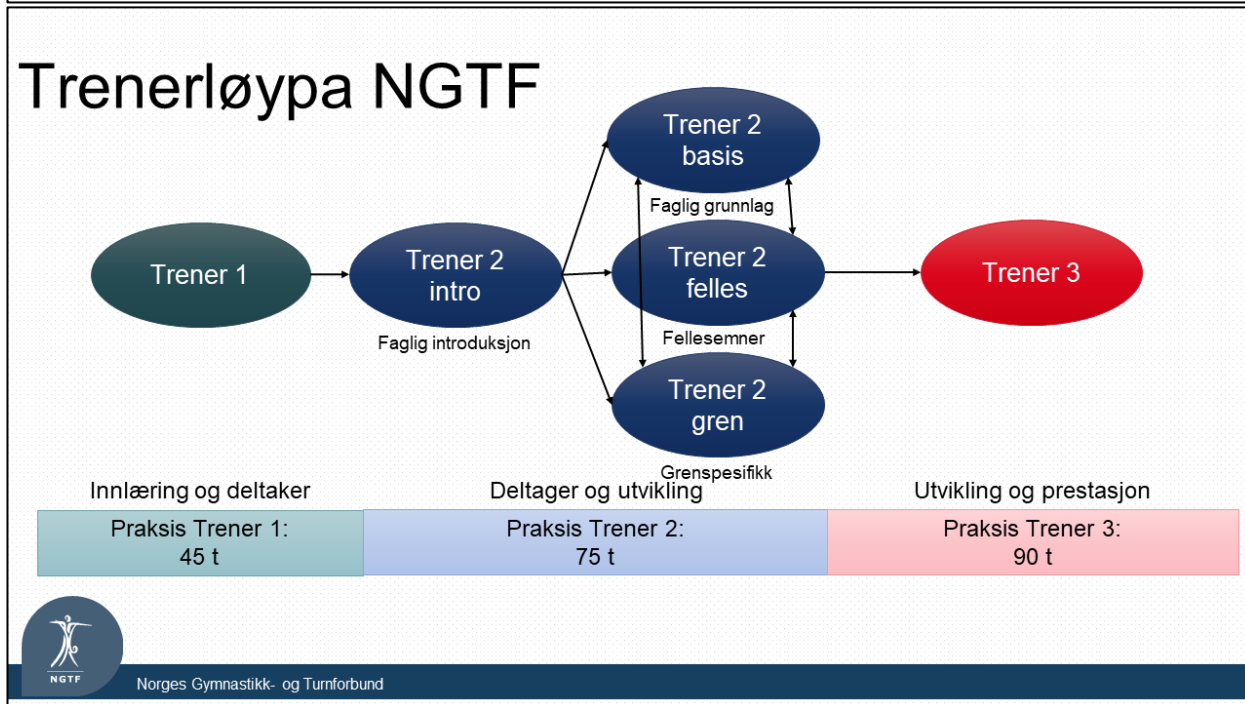 Trenerløypa NGTF
Trener 2
basis
Faglig grunnlag
Trener 1
Trener 2
intro
Faglig introduksjon
Trener 2
felles
Fellesemner
Trener 3
Trener 2
gren
Grenspesifikk
Innlæring og deltaker
Deltager og utvikling
Utvikling og prestasjon
Praksis Trener 1:
45 t
Praksis Trener 2:
75 t
Praksis Trener 3:
90 t
NGTF
Norges Gymnastikk- og Turnforbund